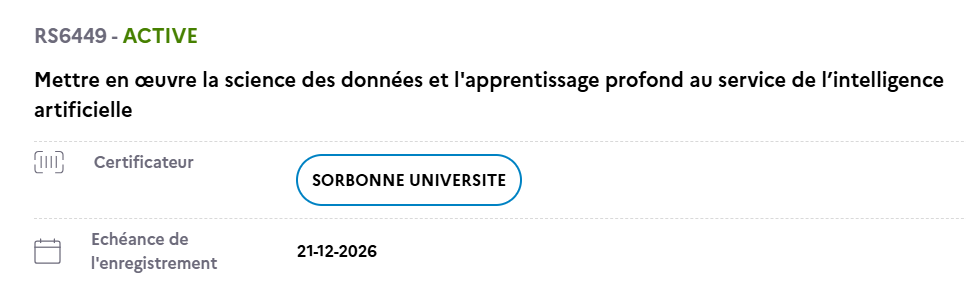 RS6449 - ACTIVE
Mettre en œuvre la science des données et l'apprentissage profond au service de l’intelligence
artificielle
Certificateur
SORBONNE UNIVERSITE
Echéance de
l'enregistrement
21-12-2026